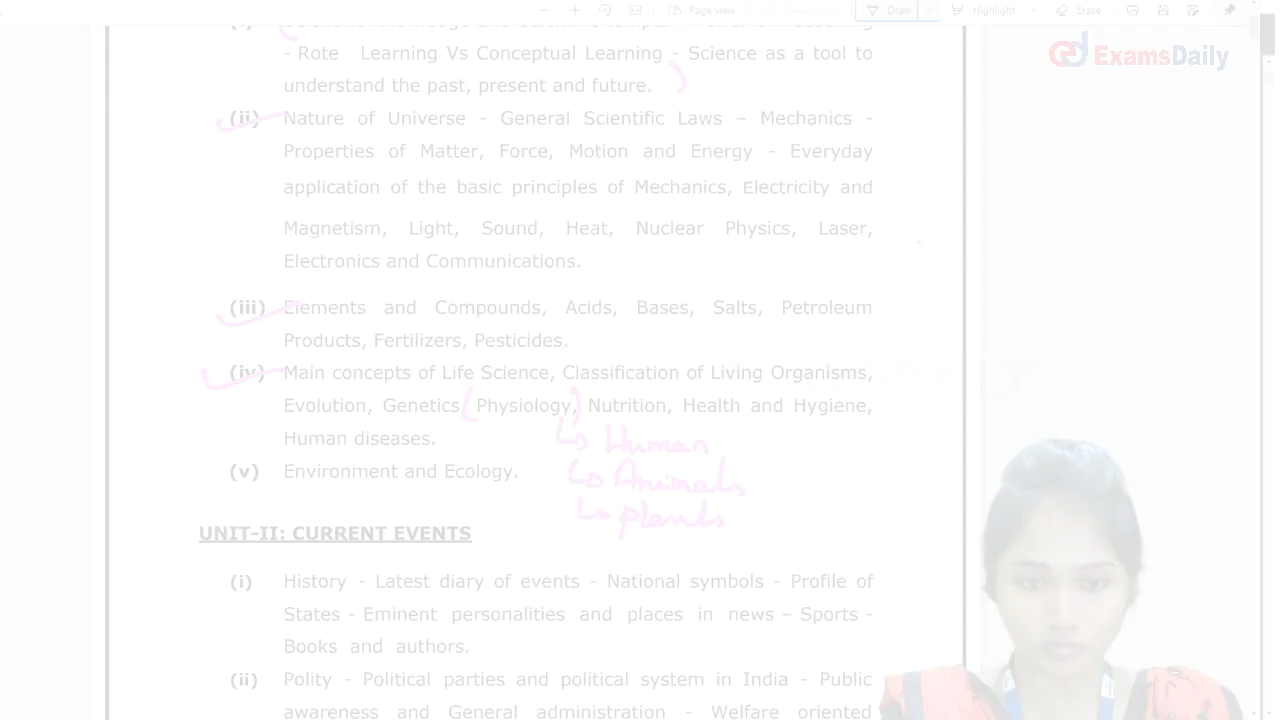 Page view
Draw
Highlight
Erase
ExamsDaily
- Rote Learning Vs Conceptual Learning - Science as a tool to
understand the past, present and future.
(ii) Nature of Universe - General Scientific Laws – Mechanics -
Properties of Matter, Force, Motion and Energy - Everyday
application of the basic principles of Mechanics, Electricity and
Magnetism, Light, Sound, Heat, Nuclear Physics, Laser,
Electronics and Communications.
(iii) Elements and Compounds, Acids, Bases, Salts, Petroleum
Products, Fertilizers, Pesticides.
(iv) Main concepts of Life Science, Classification of Living Organisms,
Evolution, Genetics, Physiology, Nutrition, Health and Hygiene,
Human diseases.
Human
(v) Environment and Ecology.
Animals
plants
UNIT–II: CURRENT EVENTS
(i) History - Latest diary of events - National symbols - Profile of
States - Eminent personalities and places in news – Sports -
Books and authors.
(ii) Polity - Political parties and political system in India - Public
awareness and General administration - Welfare oriented